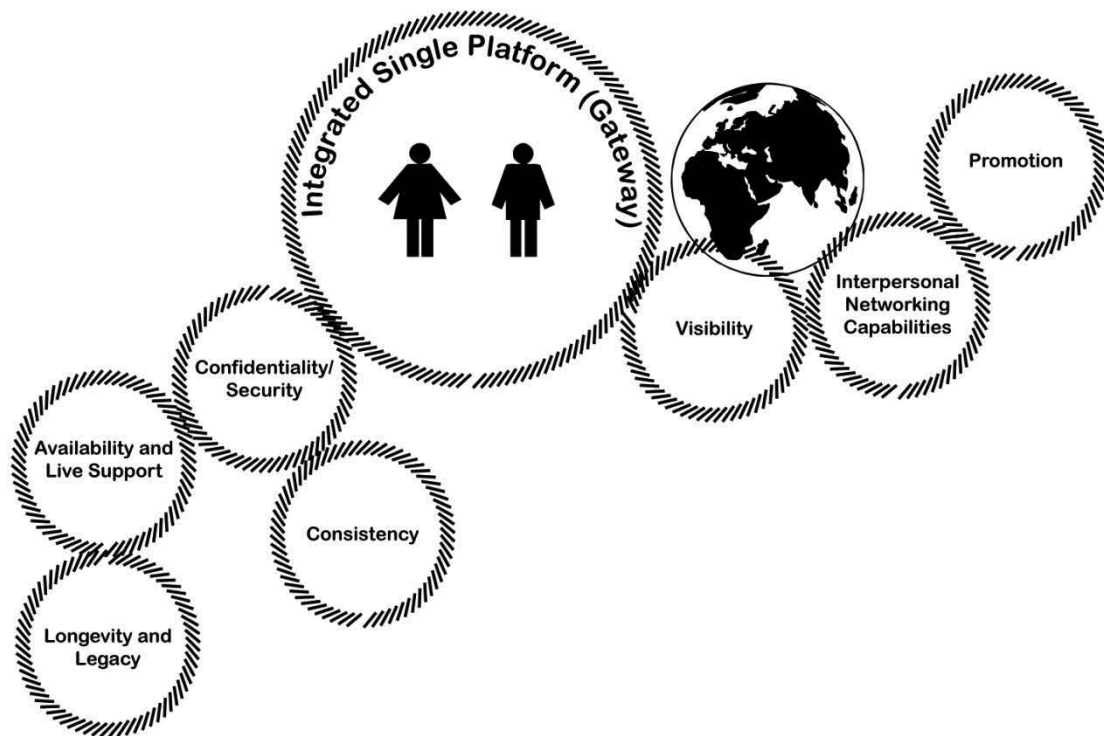 Integrated Single Platform (Gateway)
Promotion
Interpersonal
Networking
Capabilities
Visibility
Confidentiality/
Security
Availability and
Live Support
Consistency
Longevity and
Legacy